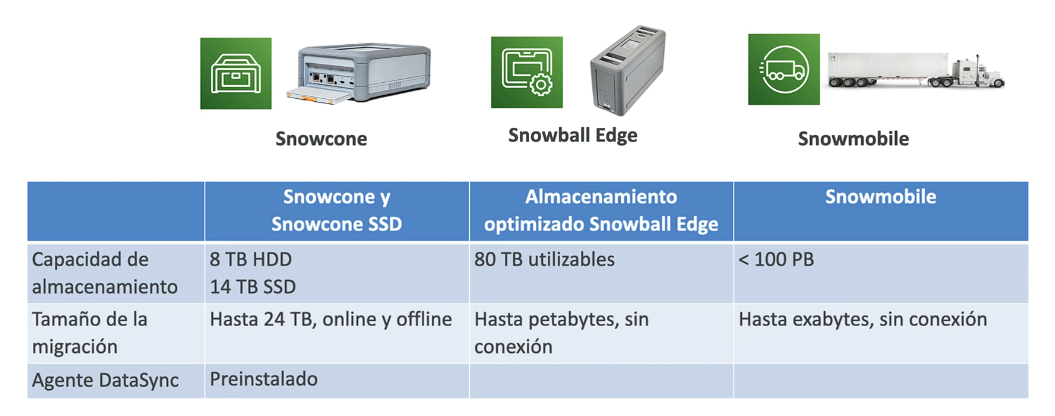 Snowcone
Snowball Edge
Snowmobile
Snowcone y
Snowcone SSD
Almacenamiento
optimizado Snowball Edge
Snowmobile
Capacidad de
almacenamiento
8 TB HDD
14 TB SSD
80 TB utilizables
< 100 PB
Tamaño de la
migración
Hasta 24 TB, online y offline
Hasta petabytes, sin
conexión
Hasta exabytes, sin conexión
Agente DataSync
Preinstalado